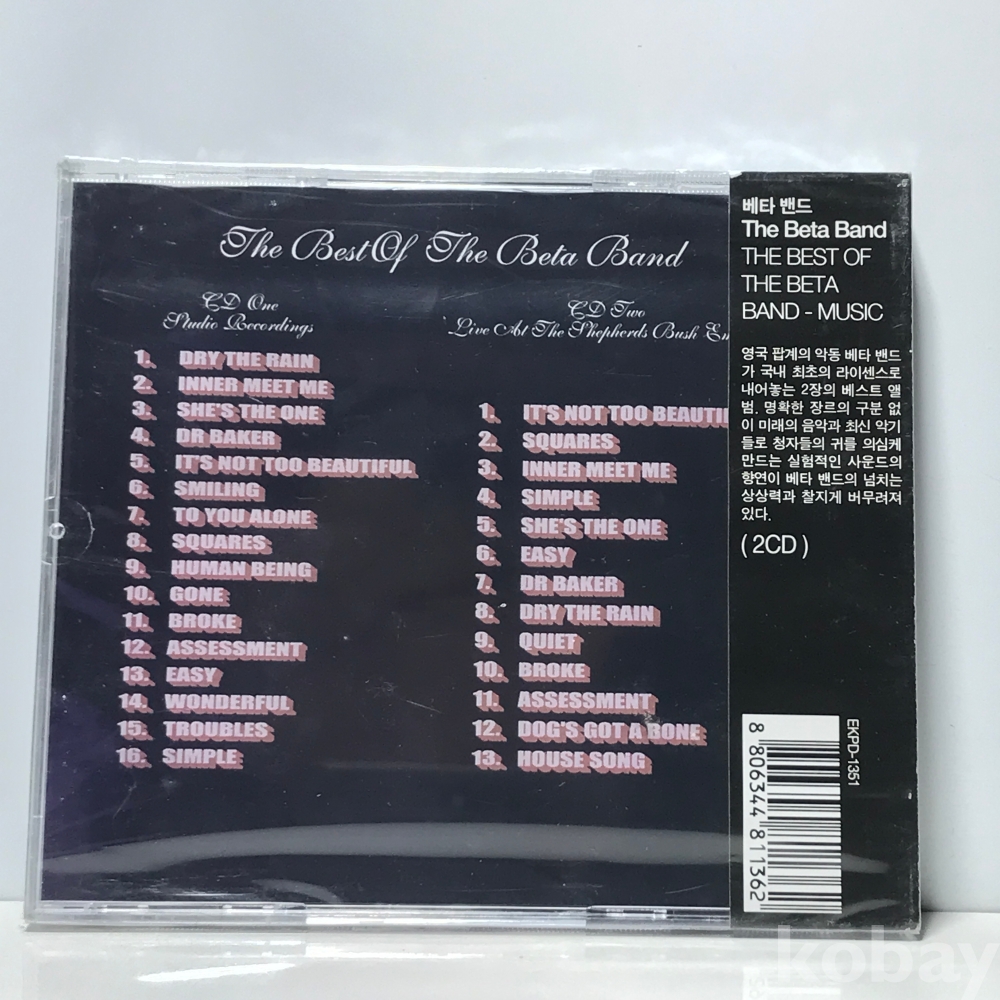 The Best Of The Beta Band
CD One
Studio Recordings
1. DRY THE RAIN
2. INNER MEET ME
3. SHE'S THE ONE
4. DR BAKER
5. IT'S NOT TOO BEAUTIFUL
6. SMILING
7. TO YOU ALONE
8. SQUARES
9. HUMAN BEING
10. GONE
11. BROKE
12. ASSESSMENT
13. EASY
14. WONDERFUL
15. TROUBLES
16. SIMPLE
CD Two
Live At The Shepherds Bush Em
1. IT'S NOT TOO BEAUTI
2. SQUARES
3. INNER MEET ME
4. SIMPLE
5. SHE'S THE ONE
6. EASY
7. DR BAKER
8. DRY THE RAIN
9. QUIET
10. BROKE
11. ASSESSMENT
12. DOG'S GOT A BONE
13. HOUSE SONG
베타 밴드
The Beta Band
THE BEST OF
THE BETA
BAND - MUSIC
영국 팝계의 악동 베타 밴드
가 국내 최초의 라이센스로
내어놓는 2장의 베스트 앨
범. 명확한 장르의 구분 없
이 미래의 음악과 최신 악기
들로 청자들의 귀를 의심케
만드는 실험적인 사운드의
향연이 베타 밴드의 넘치는
상상력과 찰지게 버무려져
있다.
( 2CD )
EKPD-1351
8 806344 811362
kobay